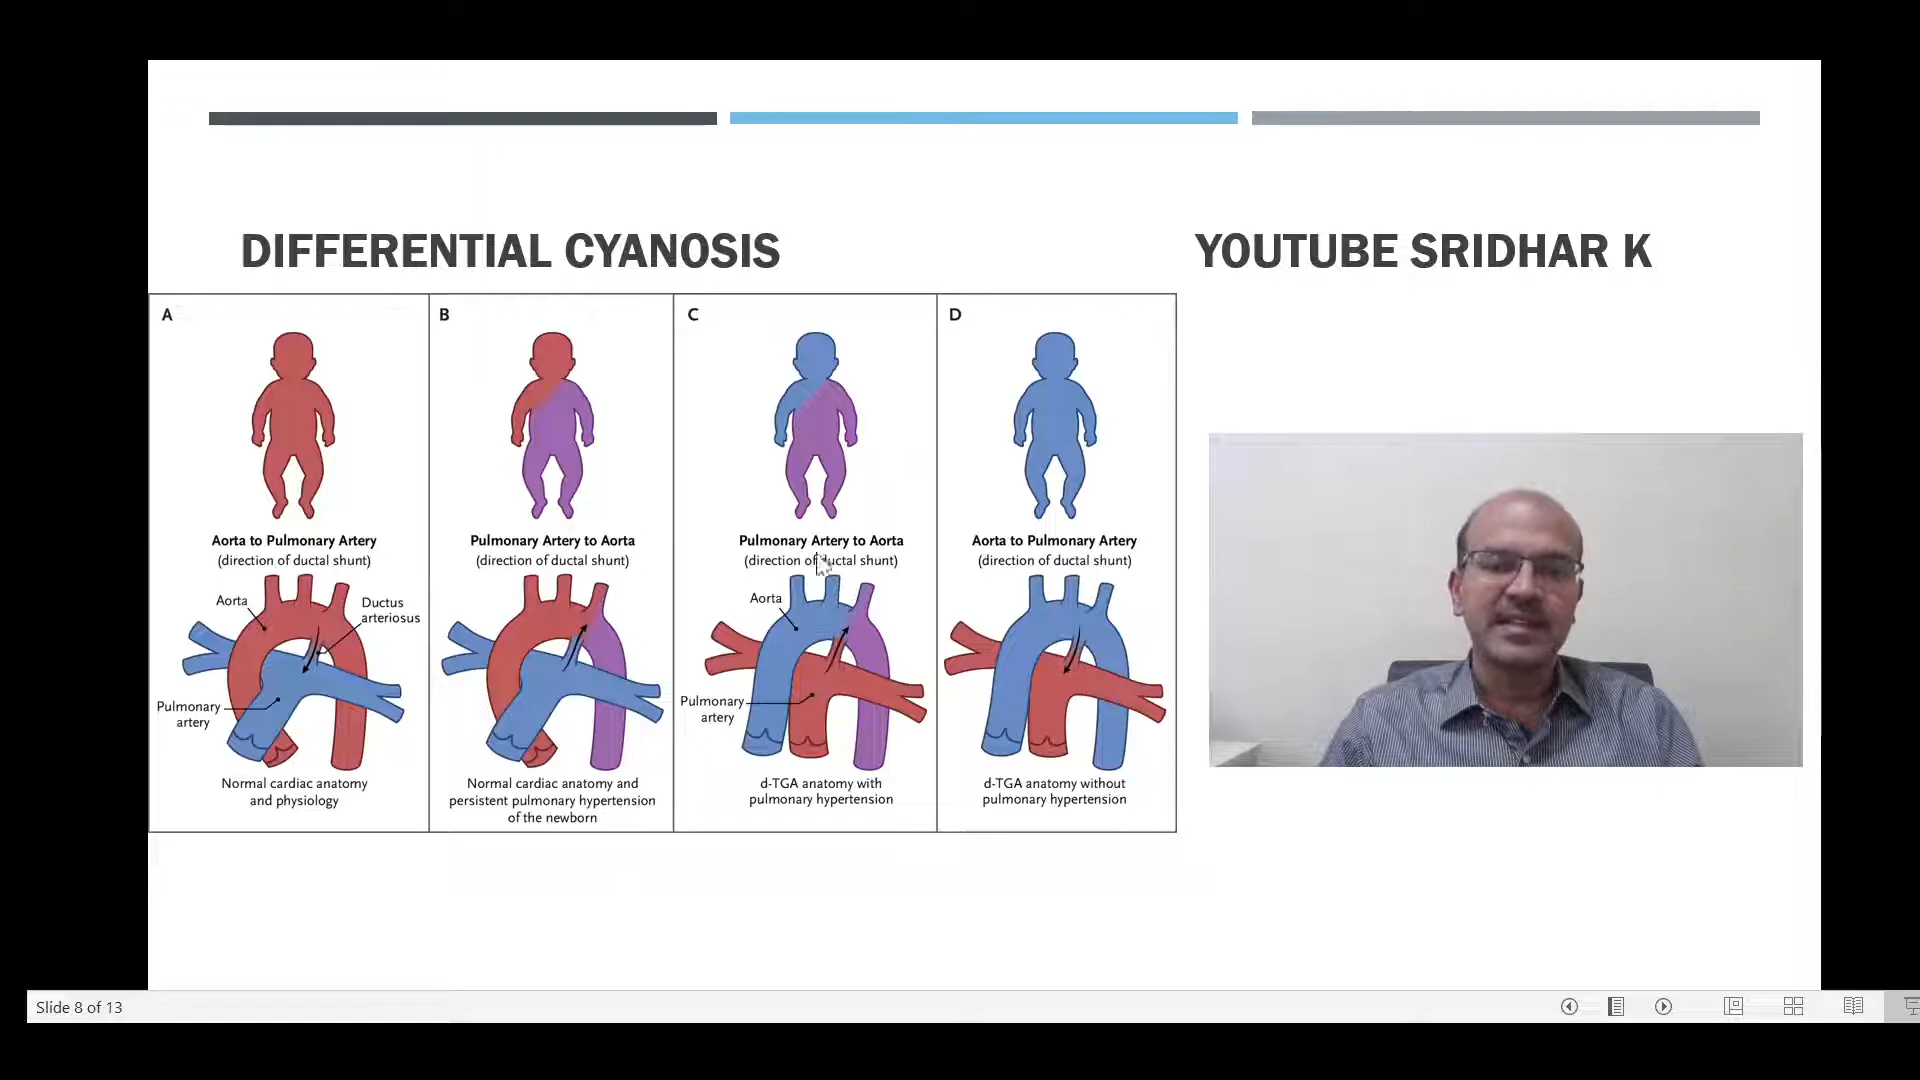 DIFFERENTIAL CYANOSIS
YOUTUBE SRIDHAR K
A
Aorta to Pulmonary Artery
(direction of ductal shunt)
Aorta
Ductus
arteriosus
Pulmonary
artery
Normal cardiac anatomy
and physiology
B
Pulmonary Artery to Aorta
(direction of ductal shunt)
Normal cardiac anatomy and
persistent pulmonary hypertension
of the newborn
C
Pulmonary Artery to Aorta
(direction of ductal shunt)
Aorta
Pulmonary
artery
d-TGA anatomy with
pulmonary hypertension
D
Aorta to Pulmonary Artery
(direction of ductal shunt)
d-TGA anatomy without
pulmonary hypertension
Slide 8 of 13